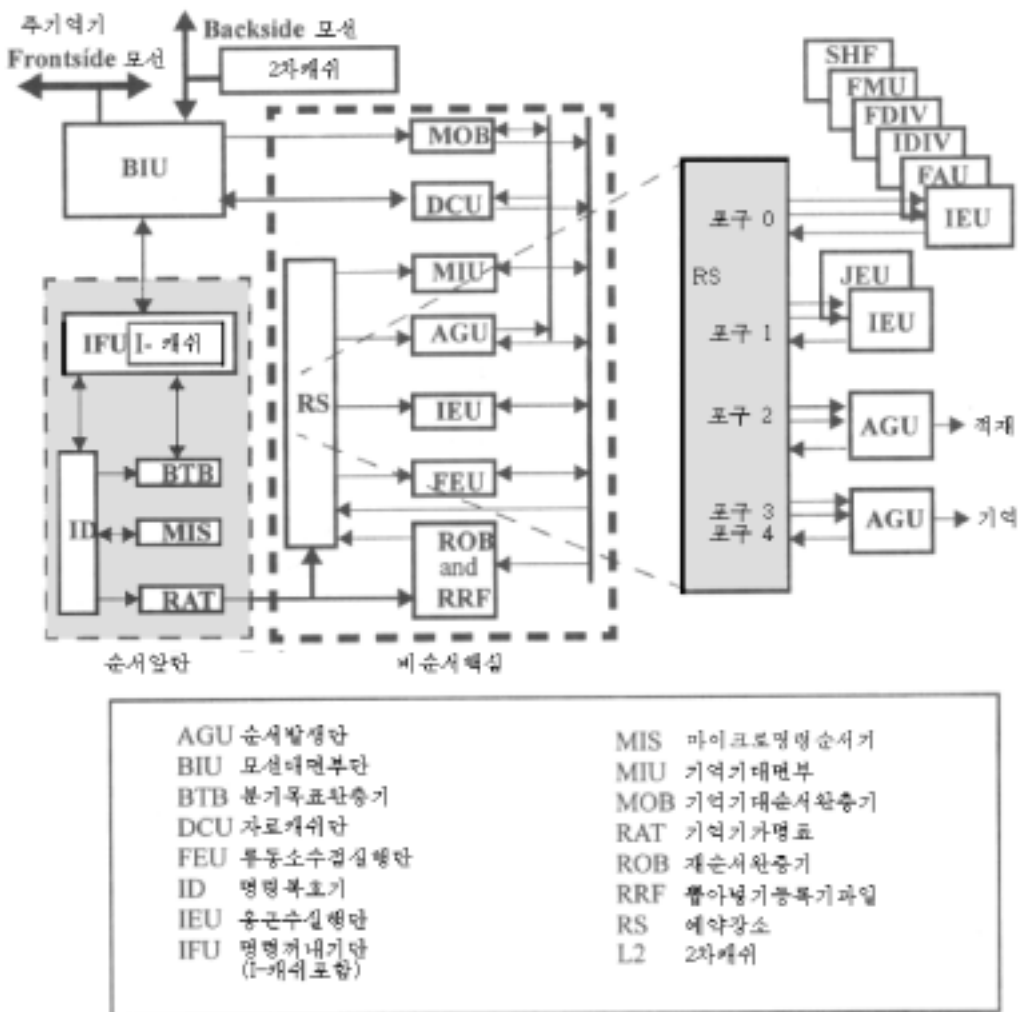 주기억기
Frontside 모선
Backside 모선
2차캐쉬
BIU
MOB
DCU
MIU
AGU
IEU
FEU
ROB
and
RRF
RS
IFU
I- 캐쉬
ID
BTB
MIS
RAT
순서앞단
비순서핵심
RS
포구 0
포구 1
포구 2
포구 3
포구 4
SHF
FMU
FDIV
IDIV
FAU
IEU
JEU
IEU
AGU
적재
AGU
기억
AGU 순서발생단
BIU 모선대면부단
BTB 분기목표완충기
DCU 자료캐쉬단
FEU 류동소수점실행단
ID 명령복호기
IEU 옹근수실행단
IFU 명령꺼내기단
(I-캐쉬포함)
MIS 마이크로명령순서기
MIU 기억기대면부
MOB 기억기대순서완충기
RAT 기억기가명표
ROB 재순서완충기
RRF 뽑아넣기등록기파일
RS 예약장소
L2 2차캐쉬